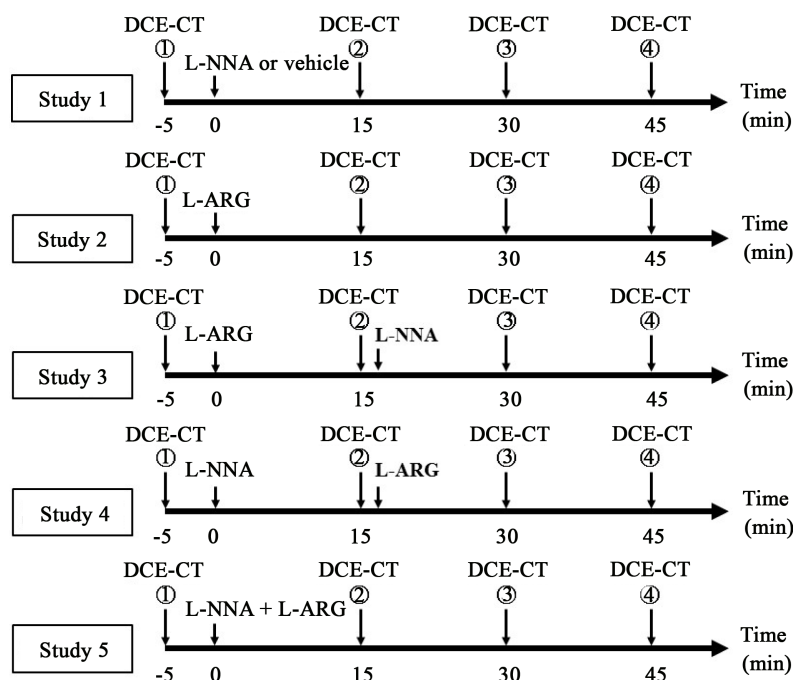 DCE-CT DCE-CT DCE-CT DCE-CT
① ② ③ ④
L-NNA or vehicle
Study 1
Time
(min)
-5 0 15 30 45
DCE-CT DCE-CT DCE-CT DCE-CT
① ② ③ ④
L-ARG
Study 2
Time
(min)
-5 0 15 30 45
DCE-CT DCE-CT DCE-CT DCE-CT
① ② ③ ④
L-ARG L-NNA
Study 3
Time
(min)
-5 0 15 30 45
DCE-CT DCE-CT DCE-CT DCE-CT
① ② ③ ④
L-NNA L-ARG
Study 4
Time
(min)
-5 0 15 30 45
DCE-CT DCE-CT DCE-CT DCE-CT
① ② ③ ④
L-NNA + L-ARG
Study 5
Time
(min)
-5 0 15 30 45